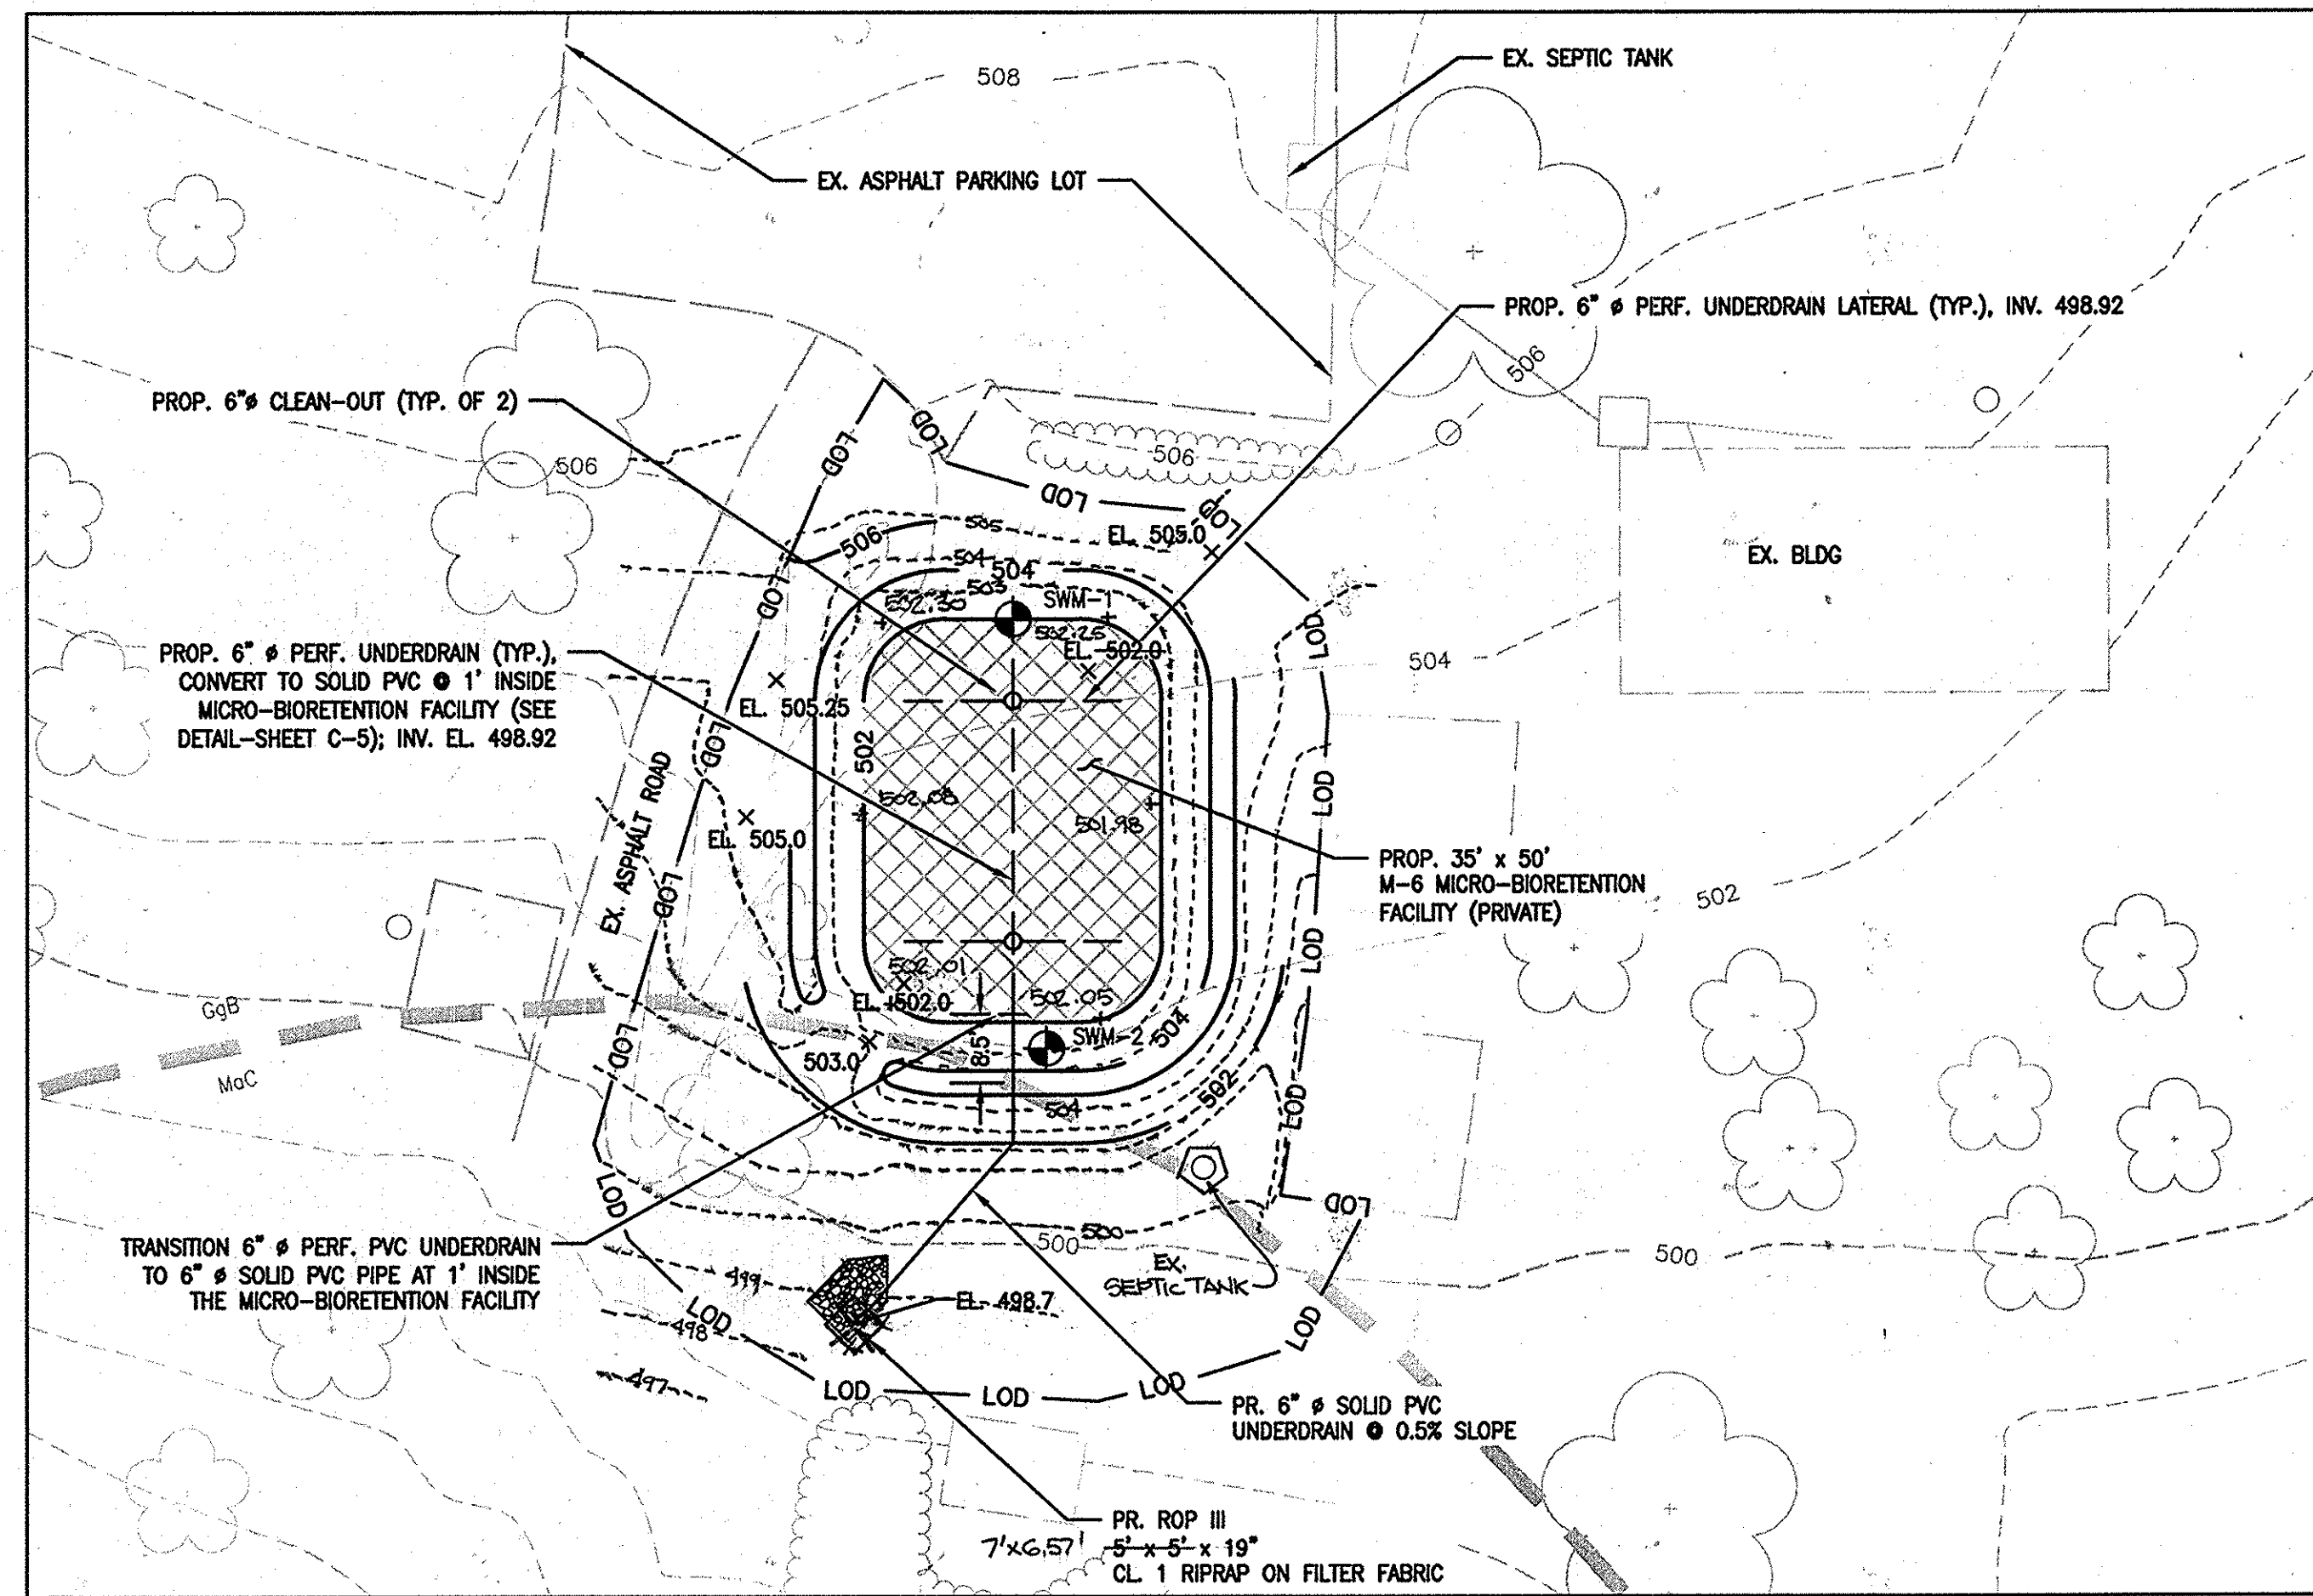 EX. SEPTIC TANK
508
EX. ASPHALT PARKING LOT
PROP. 6" ø PERF. UNDERDRAIN LATERAL (TYP.), INV. 498.92
506
PROP. 6"ø CLEAN-OUT (TYP. OF 2)
LOD
LOD
506
506
LOD
LOD
505
EL. 505.0
506
EX. BLDG
504
504
503
LOD
502.30
SWM-1
502.25
LOD
EL. 502.0
504
PROP. 6" ø PERF. UNDERDRAIN (TYP.),
CONVERT TO SOLID PVC @ 1' INSIDE
MICRO-BIORETENTION FACILITY (SEE
DETAIL-SHEET C-5); INV. EL. 498.92
EL. 505.25
LOD
502
EX. ASPHALT ROAD
LOD
502.08
501.98
EL. 505.0
PROP. 35' x 50'
M-6 MICRO-BIORETENTION
FACILITY (PRIVATE)
502
LOD
LOD
502.01
EL. 502.0
502.05
GgB
MaC
LOD
503.0
8.5'
SWM-2
504
502
LOD
504
LOD
LOD
500
500
500
TRANSITION 6" ø PERF. PVC UNDERDRAIN
TO 6" ø SOLID PVC PIPE AT 1' INSIDE
THE MICRO-BIORETENTION FACILITY
EX.
SEPTIC TANK
499
EL. 498.7
LOD
498
LOD
497
LOD
LOD
LOD
PR. 6" ø SOLID PVC
UNDERDRAIN @ 0.5% SLOPE
PR. ROP III
7'x6.57' 5' x 5' x 19"
CL. 1 RIPRAP ON FILTER FABRIC